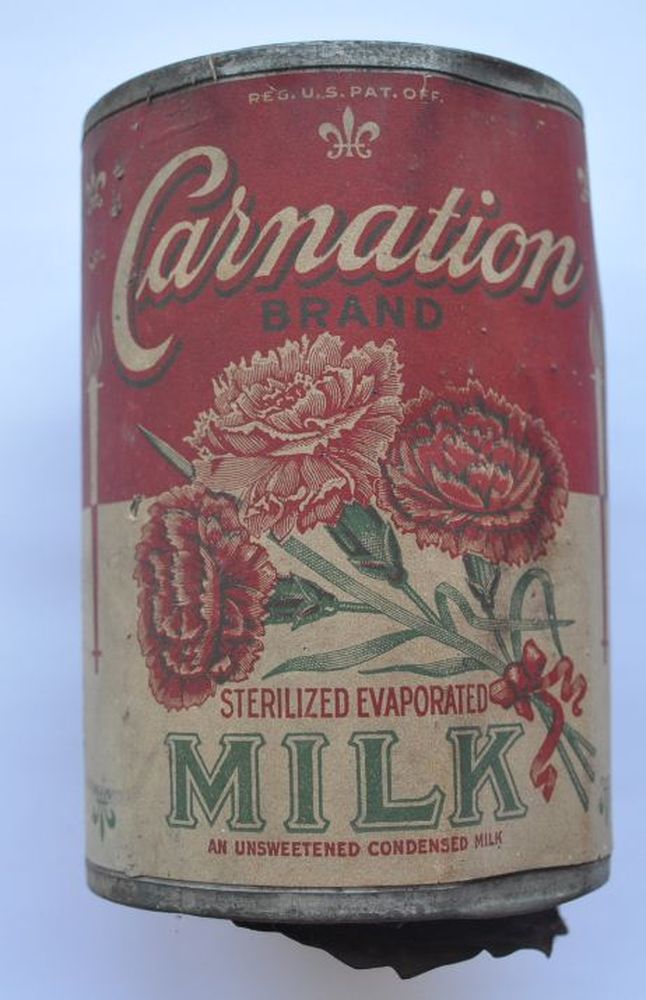 REG. U.S. PAT. OFF.
Carnation
BRAND
STERILIZED EVAPORATED
MILK
AN UNSWEETENED CONDENSED MILK